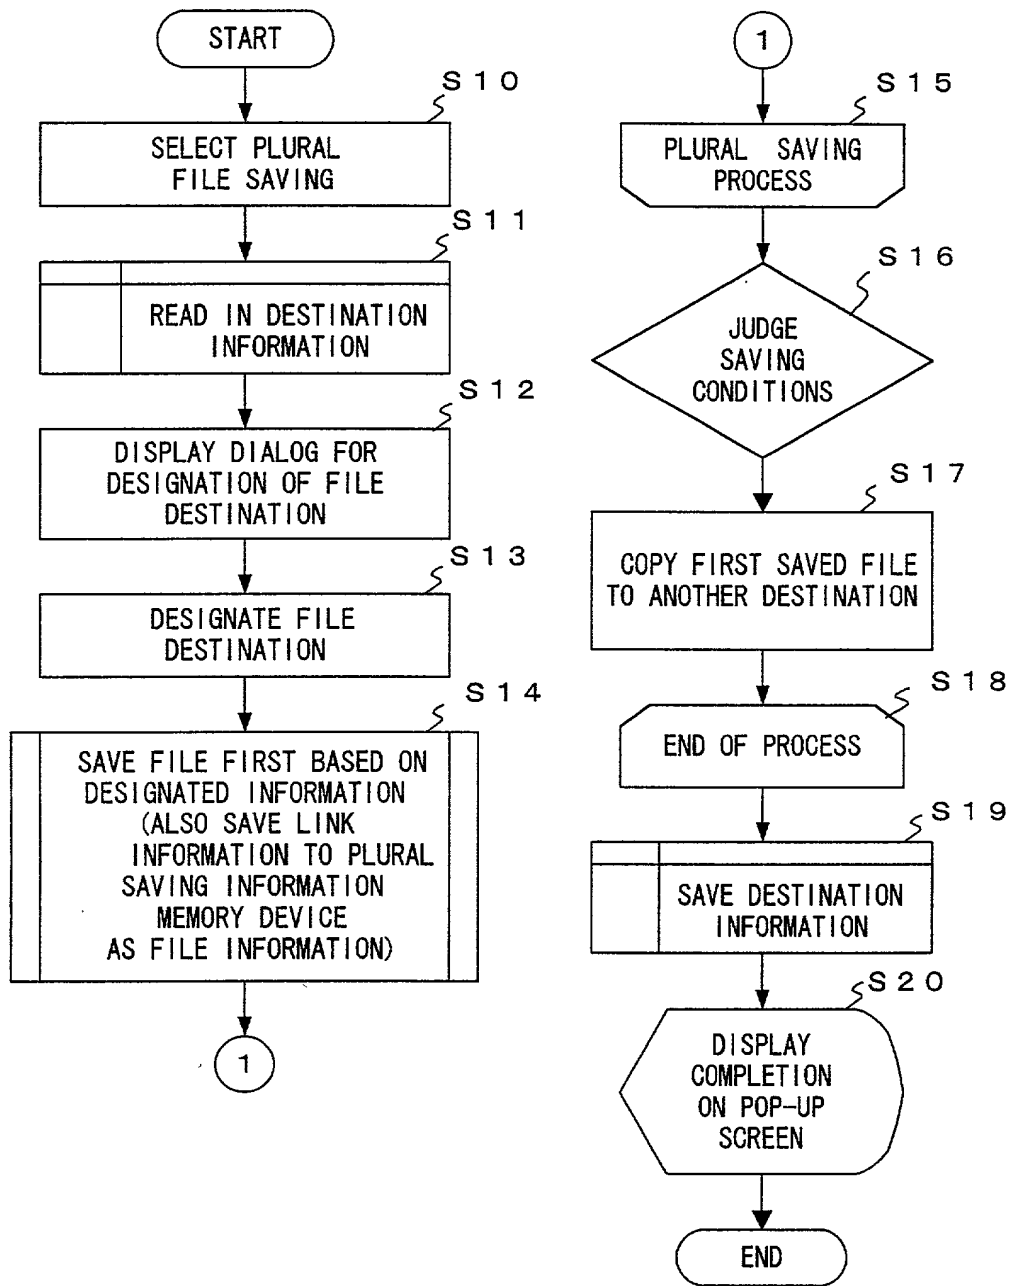 START
S10
SELECT PLURAL
FILE SAVING
S11
READ IN DESTINATION
INFORMATION
S12
DISPLAY DIALOG FOR
DESIGNATION OF FILE
DESTINATION
S13
DESIGNATE FILE
DESTINATION
S14
SAVE FILE FIRST BASED ON
DESIGNATED INFORMATION
(ALSO SAVE LINK
INFORMATION TO PLURAL
SAVING INFORMATION
MEMORY DEVICE
AS FILE INFORMATION)
1
1
S15
PLURAL SAVING
PROCESS
S16
JUDGE
SAVING
CONDITIONS
S17
COPY FIRST SAVED FILE
TO ANOTHER DESTINATION
S18
END OF PROCESS
S19
SAVE DESTINATION
INFORMATION
S20
DISPLAY
COMPLETION
ON POP-UP
SCREEN
END